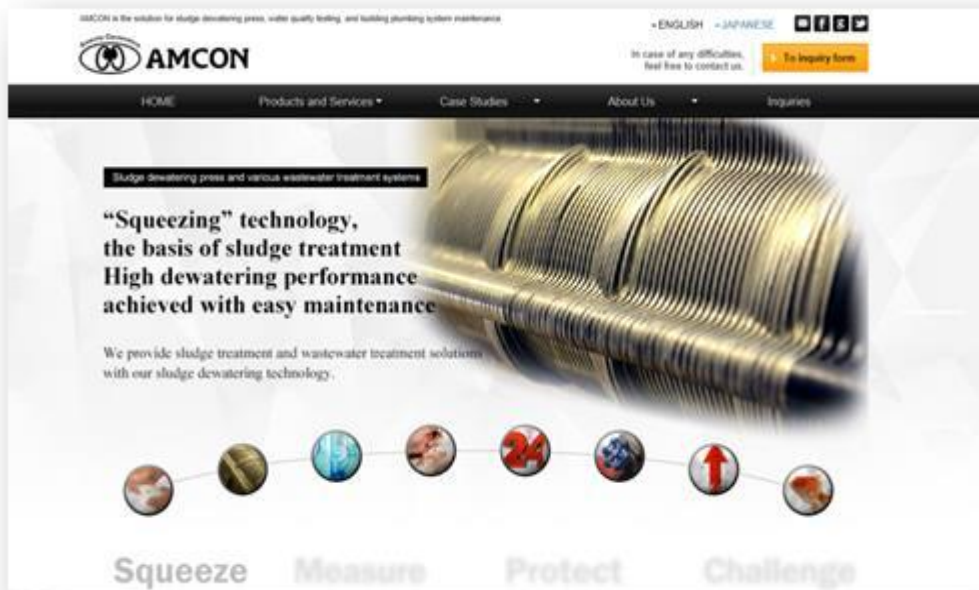 AMCON is the solution for sludge dewatering press, water quality testing, and building plumbing system maintenance
ENGLISH JAPANESE
AMCON
In case of any difficulties,
feel free to contact us.
To inquiry form
HOME Products and Services Case Studies About Us Inquiries
Sludge dewatering press and various wastewater treatment systems
“Squeezing” technology,
the basis of sludge treatment
High dewatering performance
achieved with easy maintenance
We provide sludge treatment and wastewater treatment solutions
with our sludge dewatering technology.
24
Squeeze Measure Protect Challenge